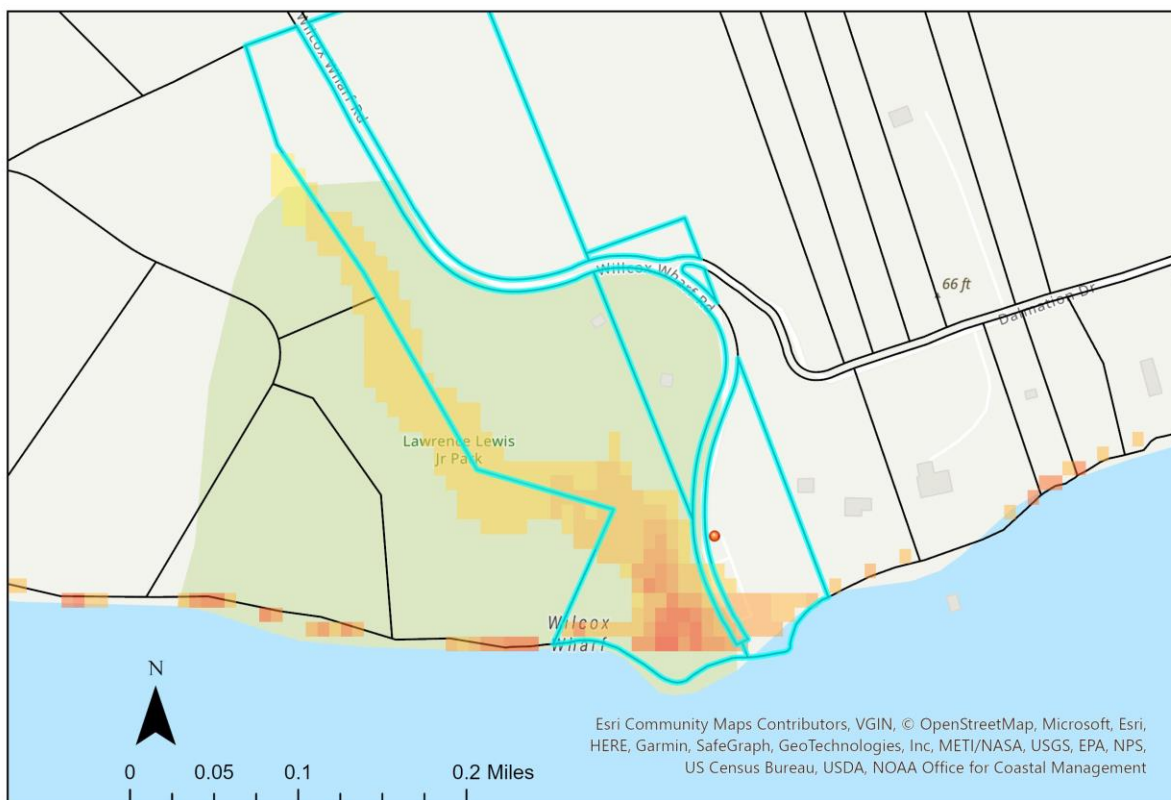 Wilcox Wharf Rd
Willcox Wharf Rd
66 ft
Dalmation Dr
Lawrence Lewis
Jr Park
Wilcox
Wharf
N
0 0.05 0.1 0.2 Miles
Esri Community Maps Contributors, VGIN, © OpenStreetMap, Microsoft, Esri,
HERE, Garmin, SafeGraph, GeoTechnologies, Inc, METI/NASA, USGS, EPA, NPS,
US Census Bureau, USDA, NOAA Office for Coastal Management